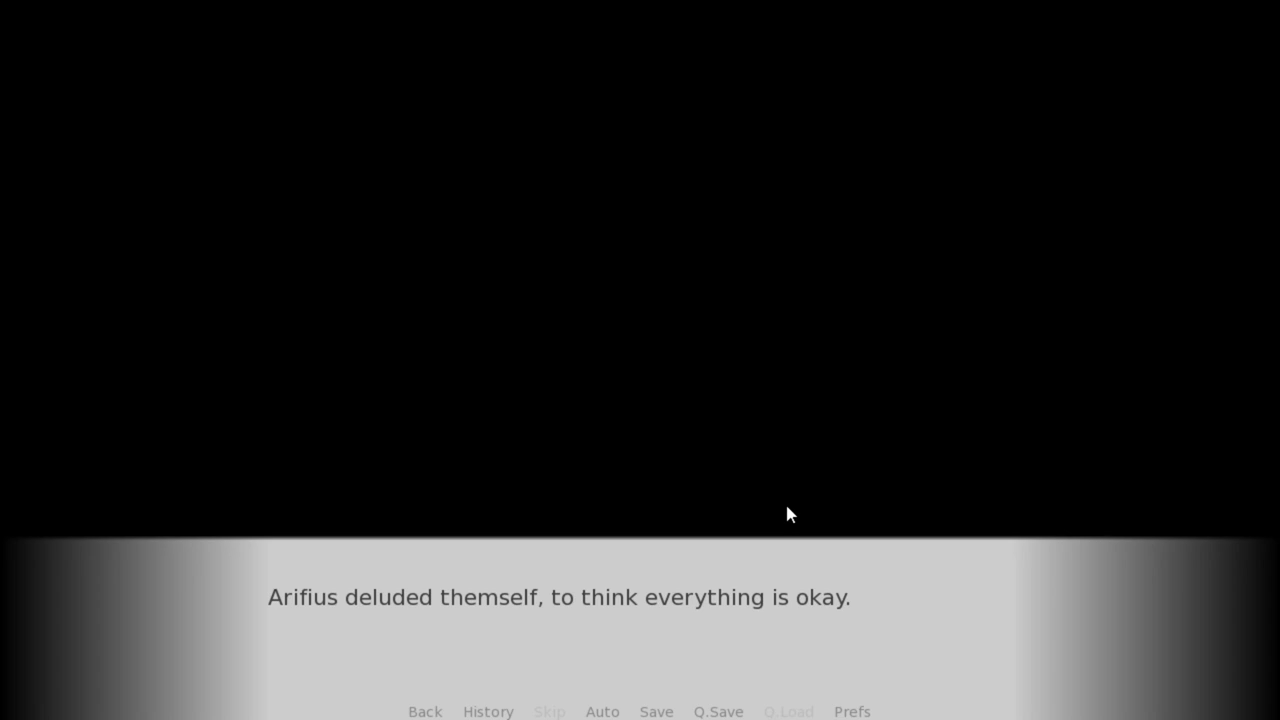 Arifius deluded themself, to think everything is okay.
Back History Skip Auto Save Q.Save Q.Load Prefs